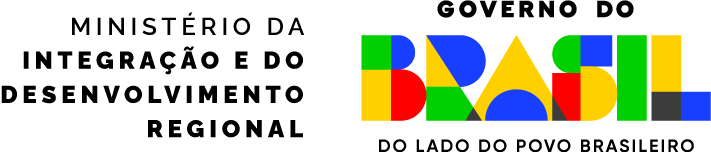 MINISTÉRIO DA
INTEGRAÇÃO E DO
DESENVOLVIMENTO
REGIONAL
GOVERNO DO
BRASIL
DO LADO DO POVO BRASILEIRO